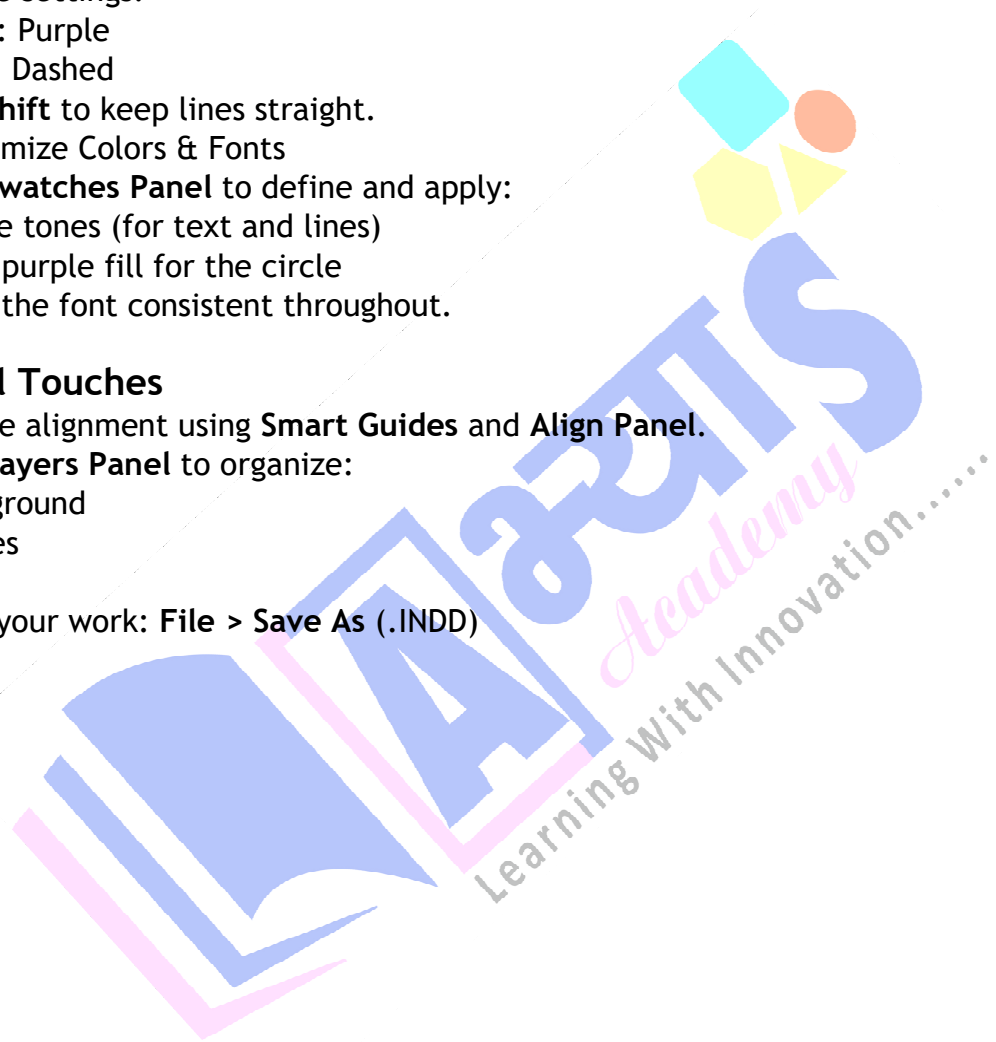 e settings:
: Purple
Dashed
hift to keep lines straight.
mize Colors & Fonts
watches Panel to define and apply:
e tones (for text and lines)
purple fill for the circle
the font consistent throughout.
l Touches
e alignment using Smart Guides and Align Panel.
ayers Panel to organize:
ground
es
your work: File > Save As (.INDD)
Aभ्याS
Academy
Learning With Innovation......
A